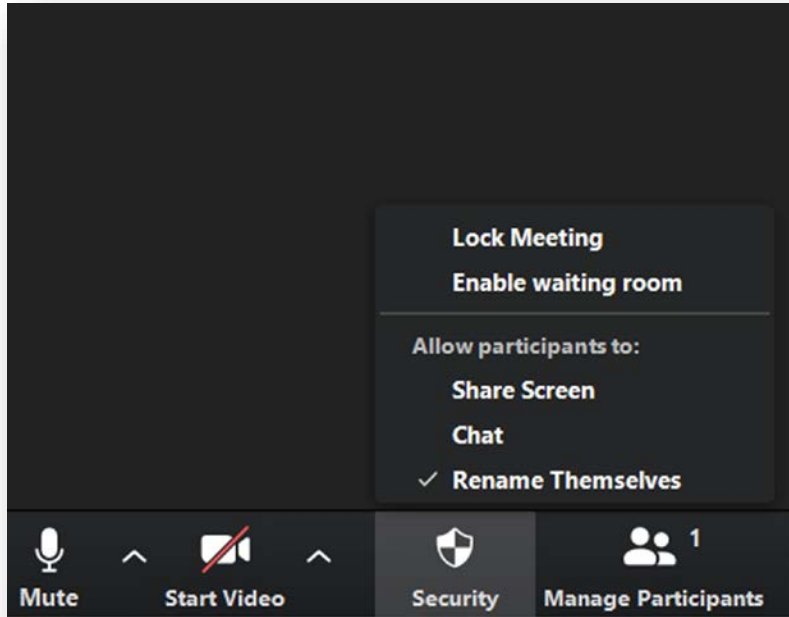 Lock Meeting
Enable waiting room
Allow participants to:
Share Screen
Chat
Rename Themselves
1
Mute
Start Video
Security
Manage Participants